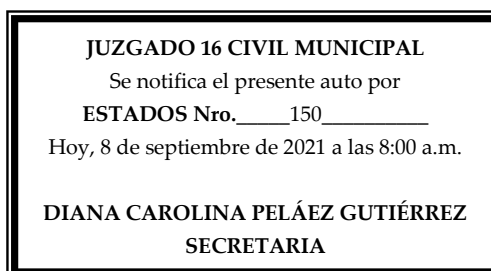 JUZGADO 16 CIVIL MUNICIPAL
Se notifica el presente auto por
ESTADOS Nro._____150__________
Hoy, 8 de septiembre de 2021 a las 8:00 a.m.
DIANA CAROLINA PELÁEZ GUTIÉRREZ
SECRETARIA